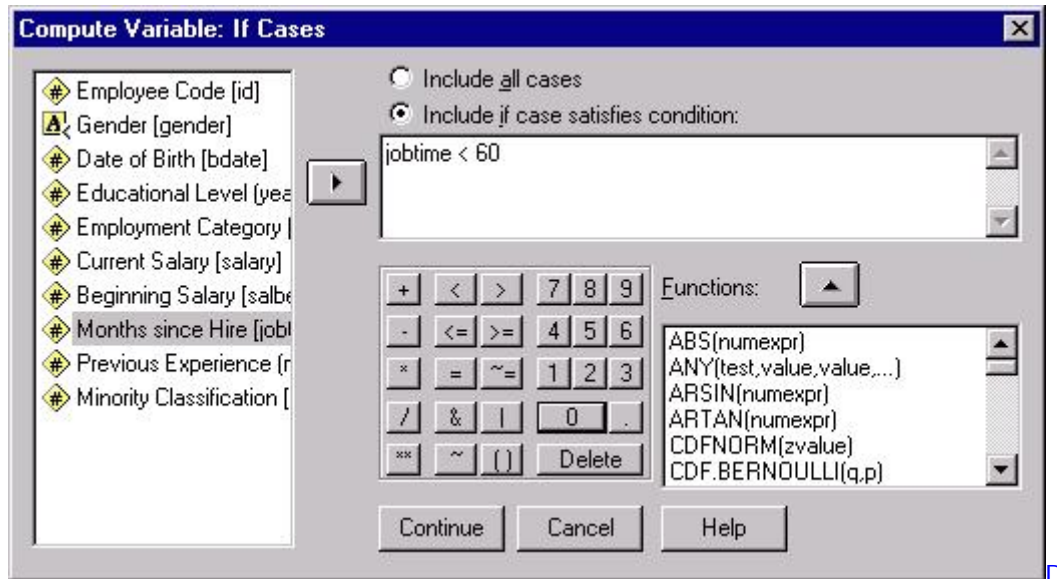 Compute Variable: If Cases
Employee Code [id]
Gender [gender]
Date of Birth [bdate]
Educational Level (yea
Employment Category [
Current Salary [salary]
Beginning Salary [salbe
Months since Hire [jobt
Previous Experience (m
Minority Classification [
Include all cases
Include if case satisfies condition:
jobtime < 60
+ < > 7 8 9
- <= >= 4 5 6
* = ~= 1 2 3
/ & | 0 .
** ~ () Delete
Functions:
ABS(numexpr)
ANY(test,value,value,...)
ARSIN(numexpr)
ARTAN(numexpr)
CDFNORM(zvalue)
CDF.BERNOULLI(q,p)
Continue
Cancel
Help